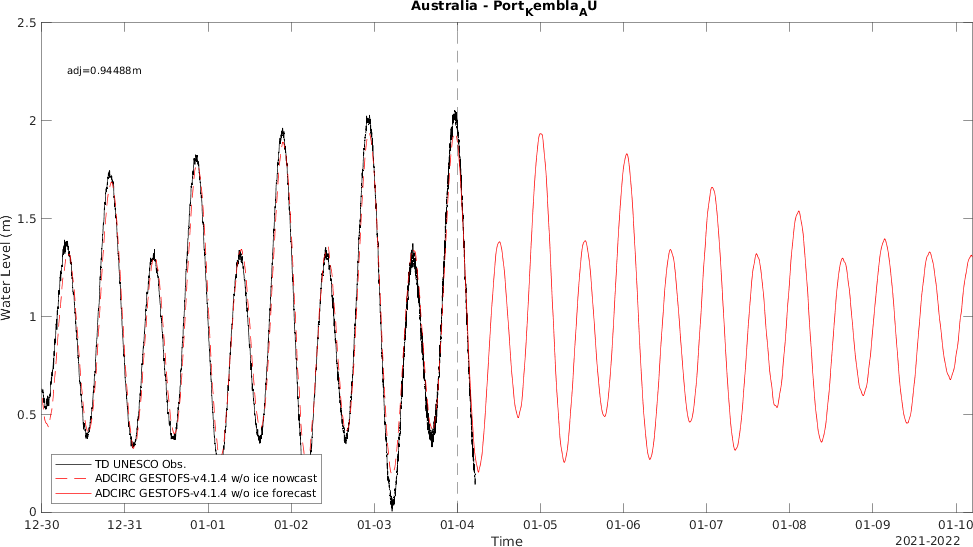 Australia - Port_Kembla_AU
2.5
adj=0.94488m
2
1.5
Water Level (m)
1
0.5
TD UNESCO Obs.
ADCIRC GESTOFS-v4.1.4 w/o ice nowcast
ADCIRC GESTOFS-v4.1.4 w/o ice forecast
0
12-30 12-31 01-01 01-02 01-03 01-04 01-05 01-06 01-07 01-08 01-09 01-10
Time
2021-2022